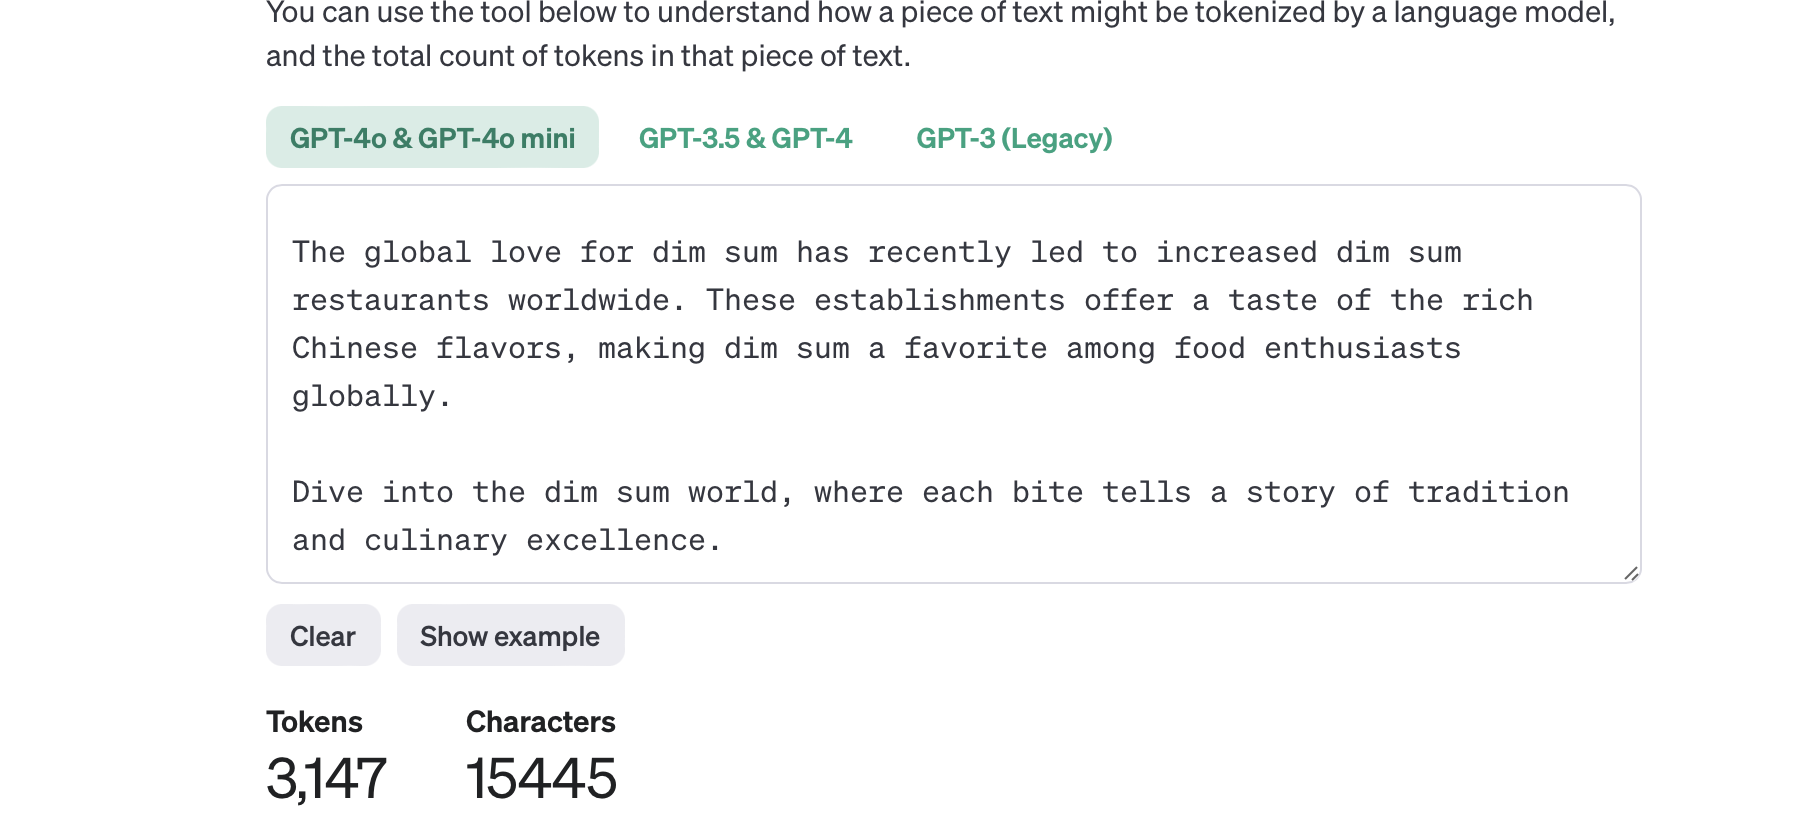 You can use the tool below to understand how a piece of text might be tokenized by a language model,
and the total count of tokens in that piece of text.
GPT-4o & GPT-4o mini GPT-3.5 & GPT-4 GPT-3 (Legacy)
The global love for dim sum has recently led to increased dim sum
restaurants worldwide. These establishments offer a taste of the rich
Chinese flavors, making dim sum a favorite among food enthusiasts
globally.
Dive into the dim sum world, where each bite tells a story of tradition
and culinary excellence.
Clear Show example
Tokens Characters
3,147 15445